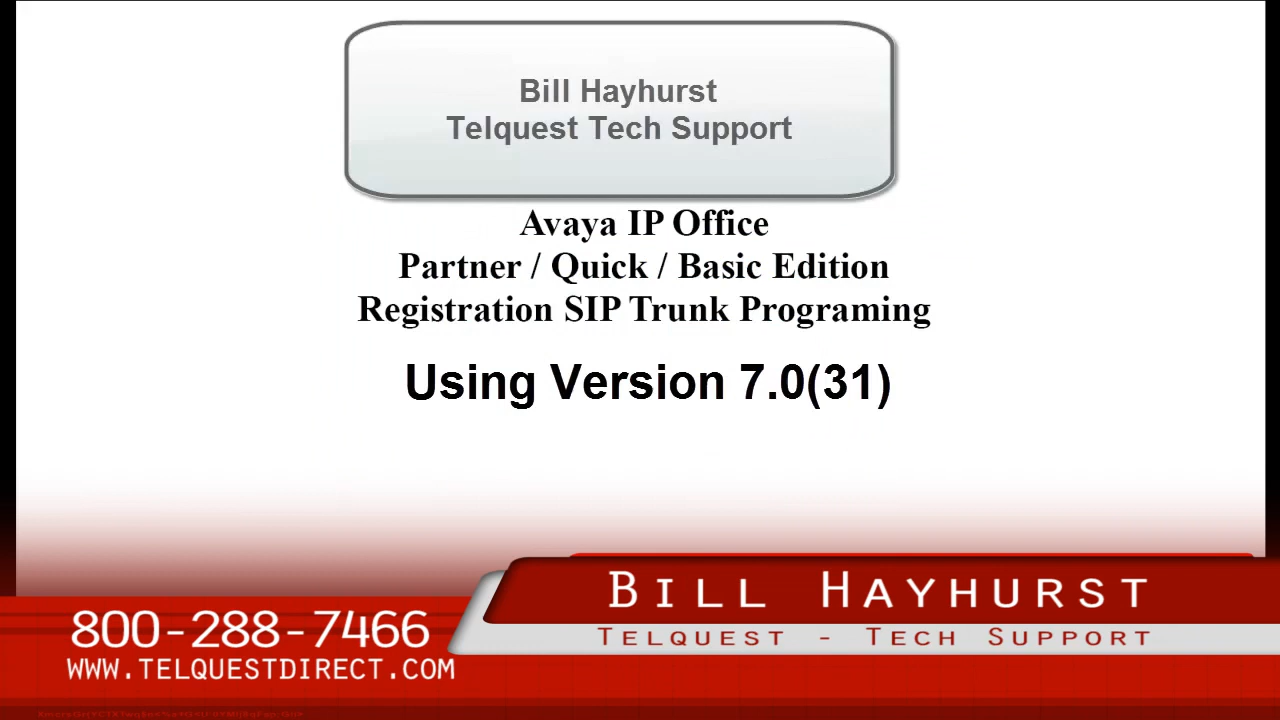 Bill Hayhurst
Telquest Tech Support
Avaya IP Office
Partner / Quick / Basic Edition
Registration SIP Trunk Programing
Using Version 7.0(31)
BILL HAYHURST
TELQUEST - TECH SUPPORT
800-288-7466
WWW.TELQUESTDIRECT.COM